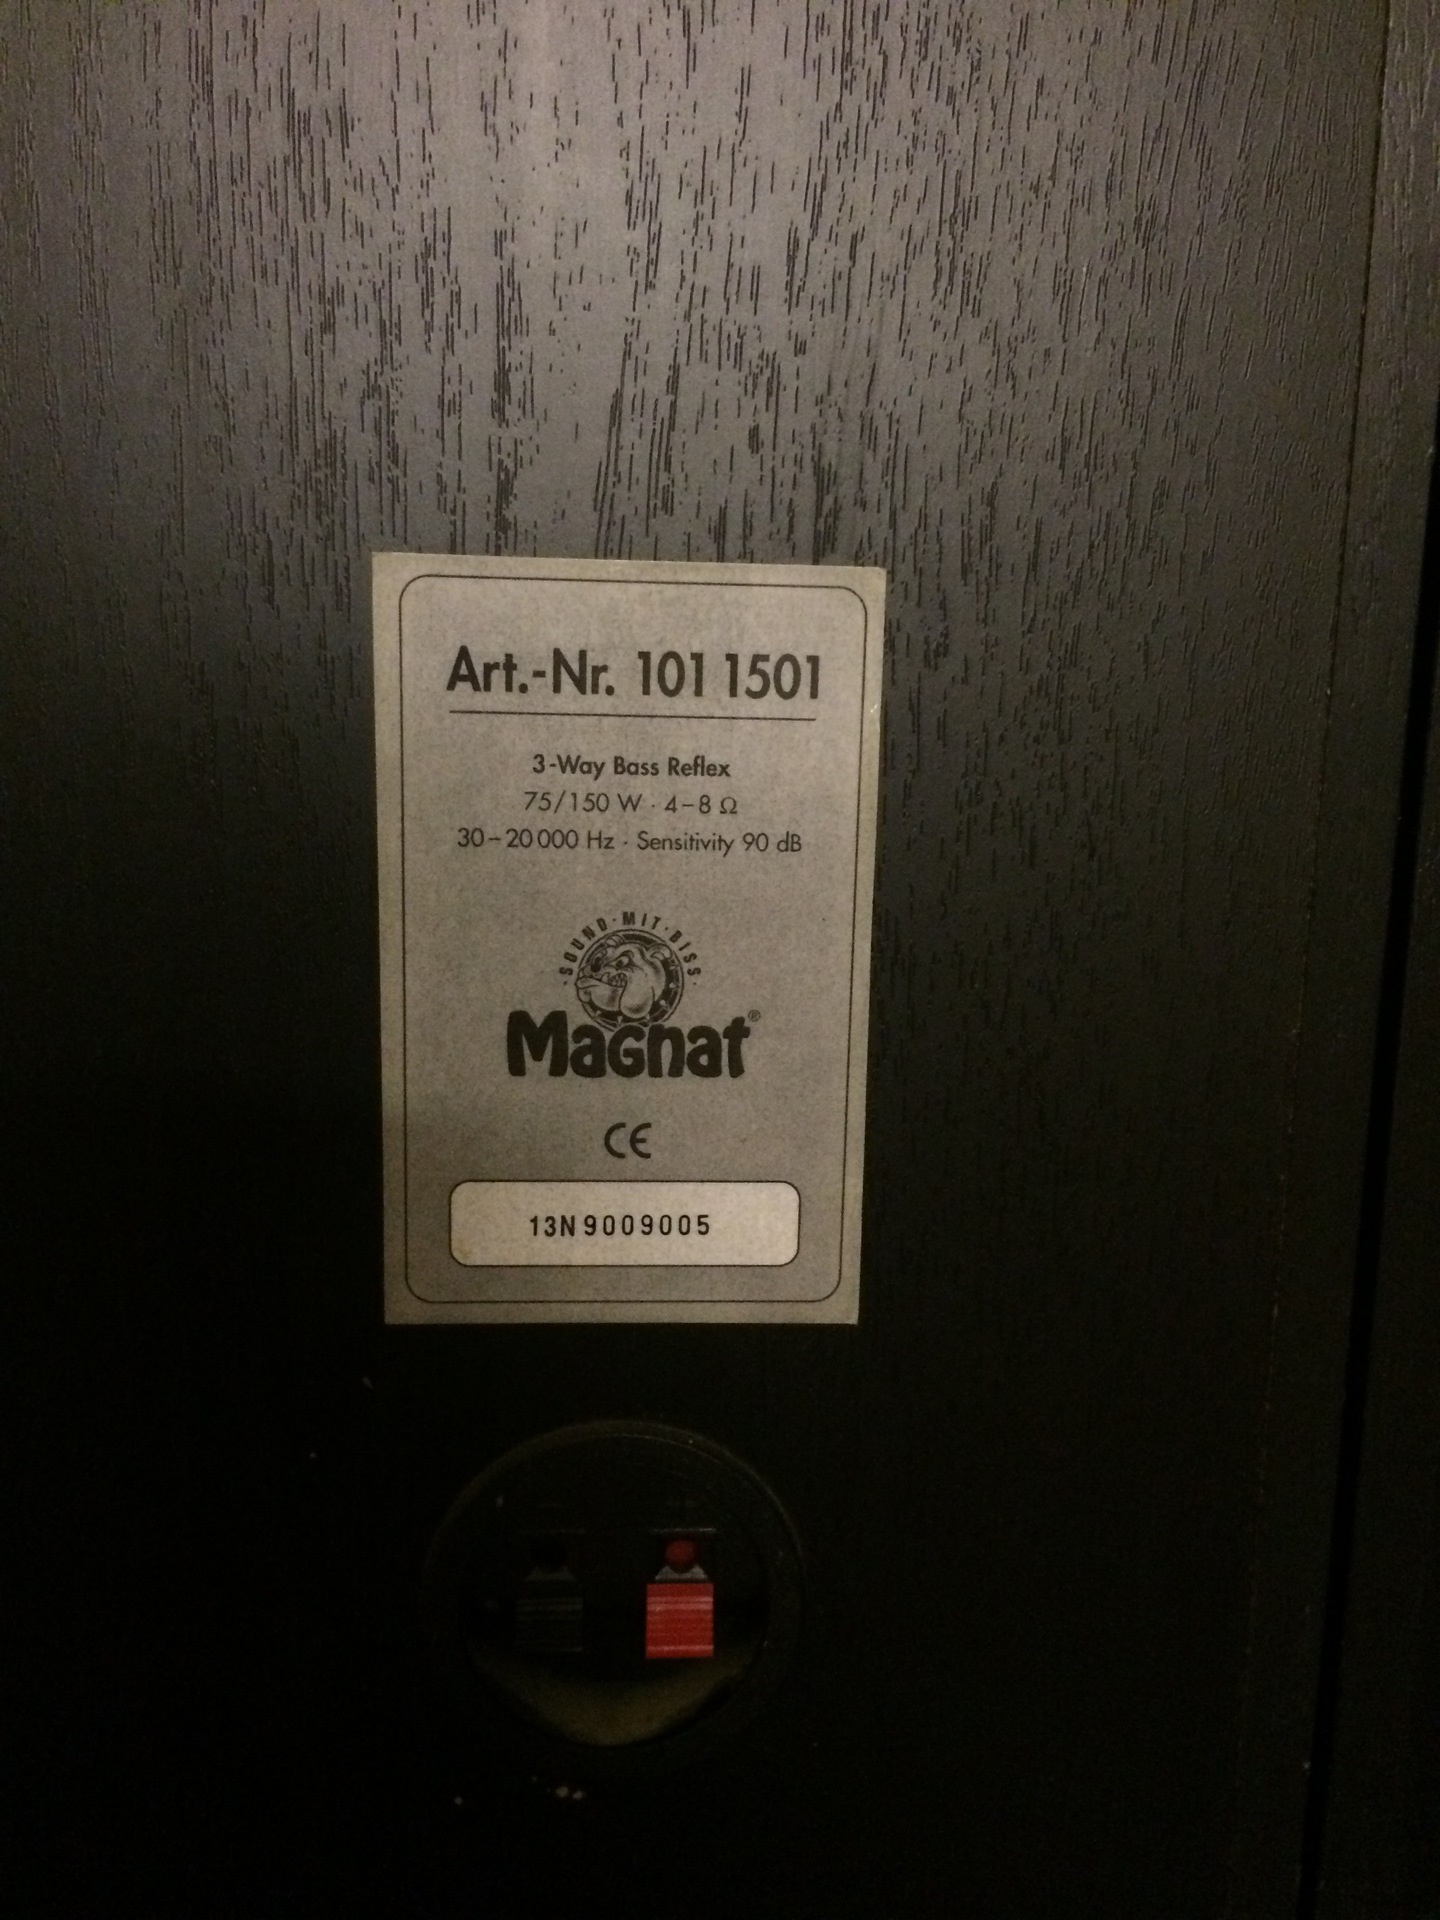 Art.-Nr. 101 1501
3-Way Bass Reflex
75/150 W · 4–8 Ω
30–20 000 Hz · Sensitivity 90 dB
·SOUND·MIT·BISS·
Magnat®
CE
13N9009005